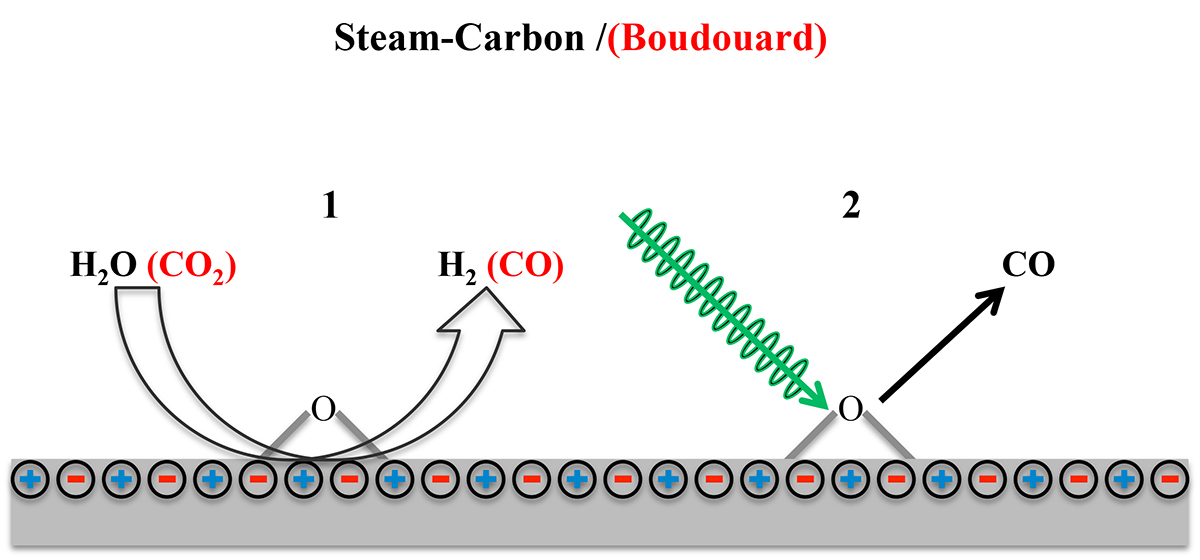 Steam-Carbon /(Boudouard)
1
2
H₂O (CO₂)
H₂ (CO)
CO
O
O
+ - + - + - + - + - + - + - + - + - + - + - + - + -